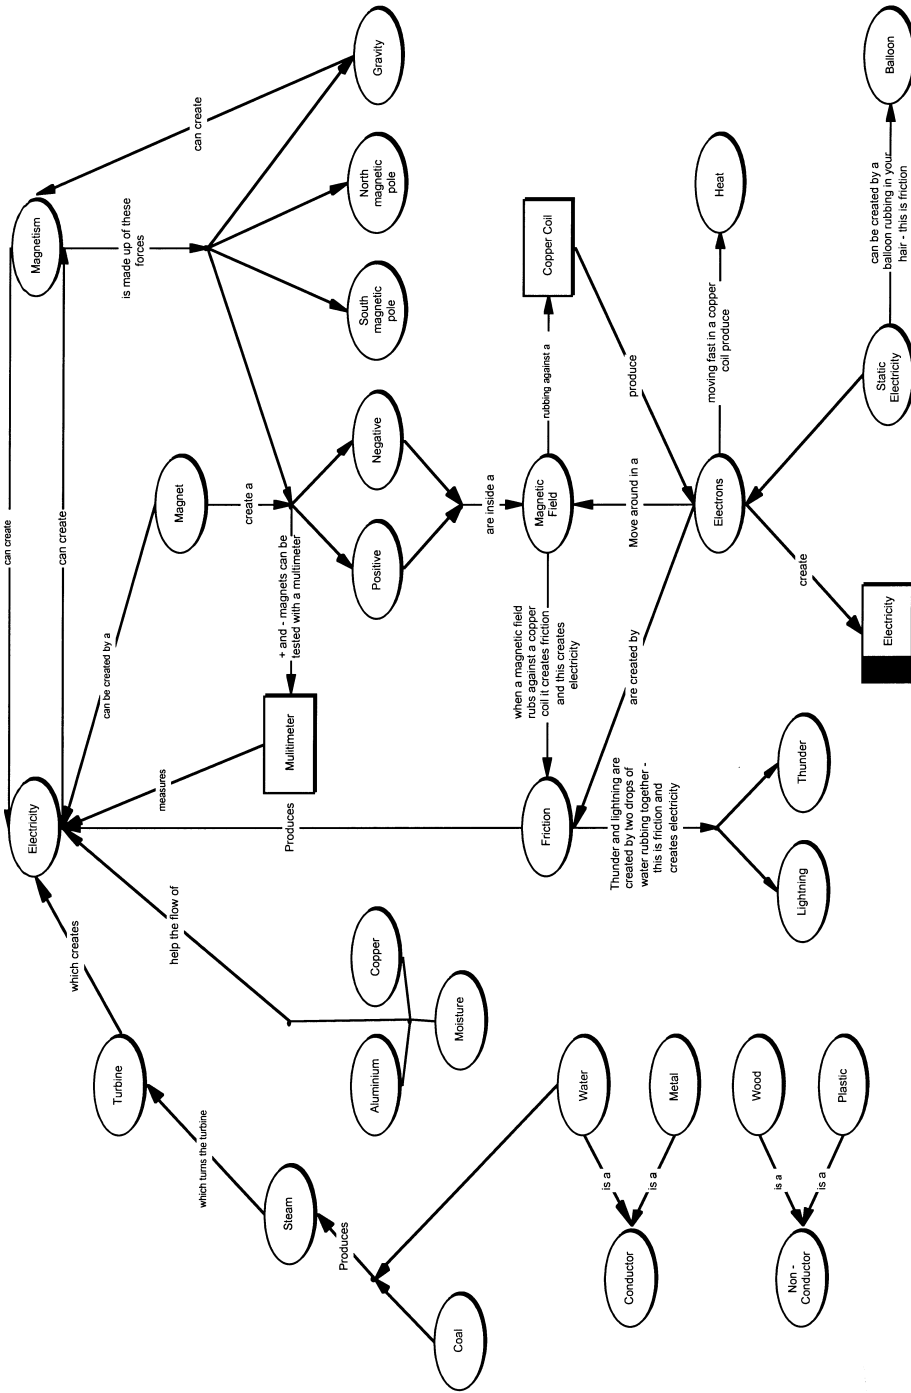 can create
Electricity
Magnetism
can create
which creates
Turbine
can be created by a
is made up of these
forces
help the flow of
measures
Magnet
can create
which turns the turbine
create a
Steam
Mulitimeter
+ and - magnets can be
tested with a multimeter
Produces
Produces
Aluminium
Copper
Positive
Negative
South
magnetic
pole
North
magnetic
pole
Gravity
Coal
Moisture
are inside a
when a magnetic field
rubs against a copper
coil it creates friction
and this creates
electricity
Friction
Magnetic
Field
rubbing against a
Copper Coil
Water
is a
Conductor
is a
Metal
Thunder and lightning are
created by two drops of
water rubbing together -
this is friction and
creates electricity
are created by
Move around in a
produce
Electrons
moving fast in a copper
coil produce
Heat
Wood
is a
Non -
Conductor
is a
Plastic
Lightning
Thunder
create
Electricity
Static
Electricity
can be created by a
balloon rubbing in your
hair - this is friction
Balloon